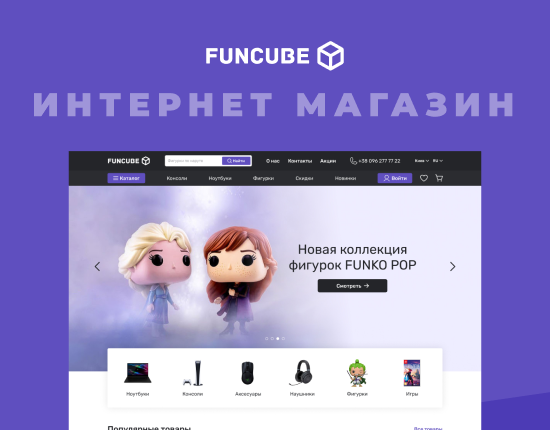 FUNCUBE
ИНТЕРНЕТ МАГАЗИН
FUNCUBE
Найти
О нас
Контакты
Акции
+38 096 277 77 22
Киев
RU
Каталог
Консоли
Ноутбуки
Фигурки
Скидки
Новинки
Войти
Новая коллекция
фигурок FUNKO POP
Смотреть
Ноутбуки
Консоли
Аксессуары
Наушники
Фигурки
Игры
Популярные товары
Все товары